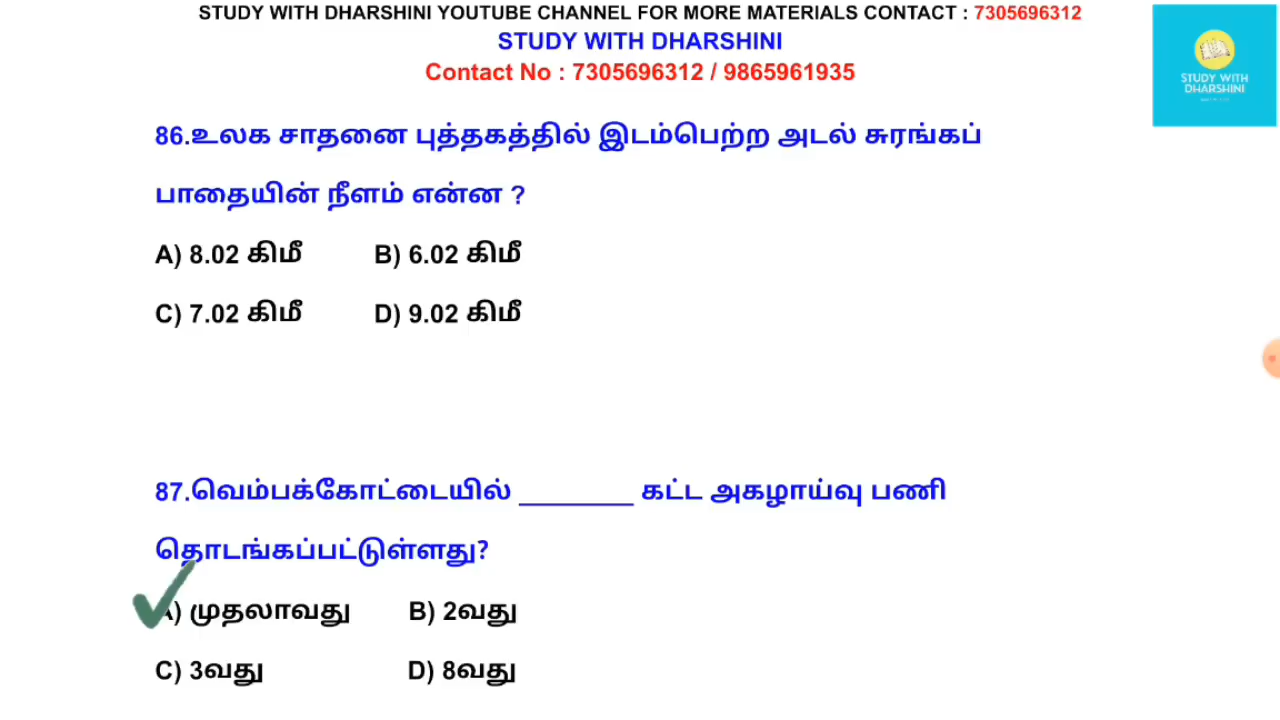 STUDY WITH DHARSHINI YOUTUBE CHANNEL FOR MORE MATERIALS CONTACT : 7305696312
STUDY WITH DHARSHINI
Contact No : 7305696312 / 9865961935
STUDY WITH
DHARSHINI
86.உலக சாதனை புத்தகத்தில் இடம்பெற்ற அடல் சுரங்கப்
பாதையின் நீளம் என்ன ?
A) 8.02 கிமீ B) 6.02 கிமீ
C) 7.02 கிமீ D) 9.02 கிமீ
87.வெம்பக்கோட்டையில் ________ கட்ட அகழாய்வு பணி
தொடங்கப்பட்டுள்ளது?
A) முதலாவது B) 2வது
C) 3வது D) 8வது